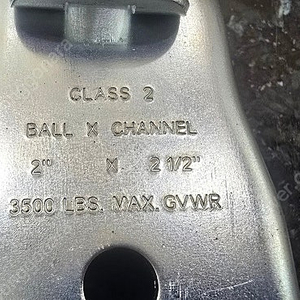 CLASS 2
BALL X CHANNEL
2" X 2 1/2"
3500 LBS. MAX. GVWR